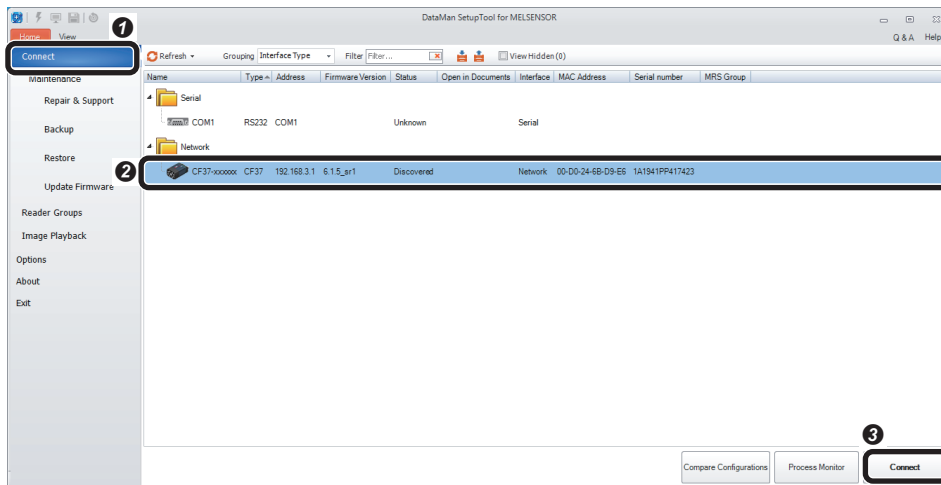 DataMan SetupTool for MELSENSOR
1
Home View Q & A Help
Connect
Refresh Grouping Interface Type Filter Filter... View Hidden (0)
Maintenance
Name Type Address Firmware Version Status Open in Documents Interface MAC Address Serial number MRS Group
Serial
Repair & Support
COM1 RS232 COM1 Unknown Serial
Backup
Network
Restore
2
CF37-xxxxxx CF37 192.168.3.1 6.1.5_sr1 Discovered Network 00-D0-24-6B-D9-E6 1A1941PP417423
Update Firmware
Reader Groups
Image Playback
Options
About
Exit
3
Compare Configurations Process Monitor Connect